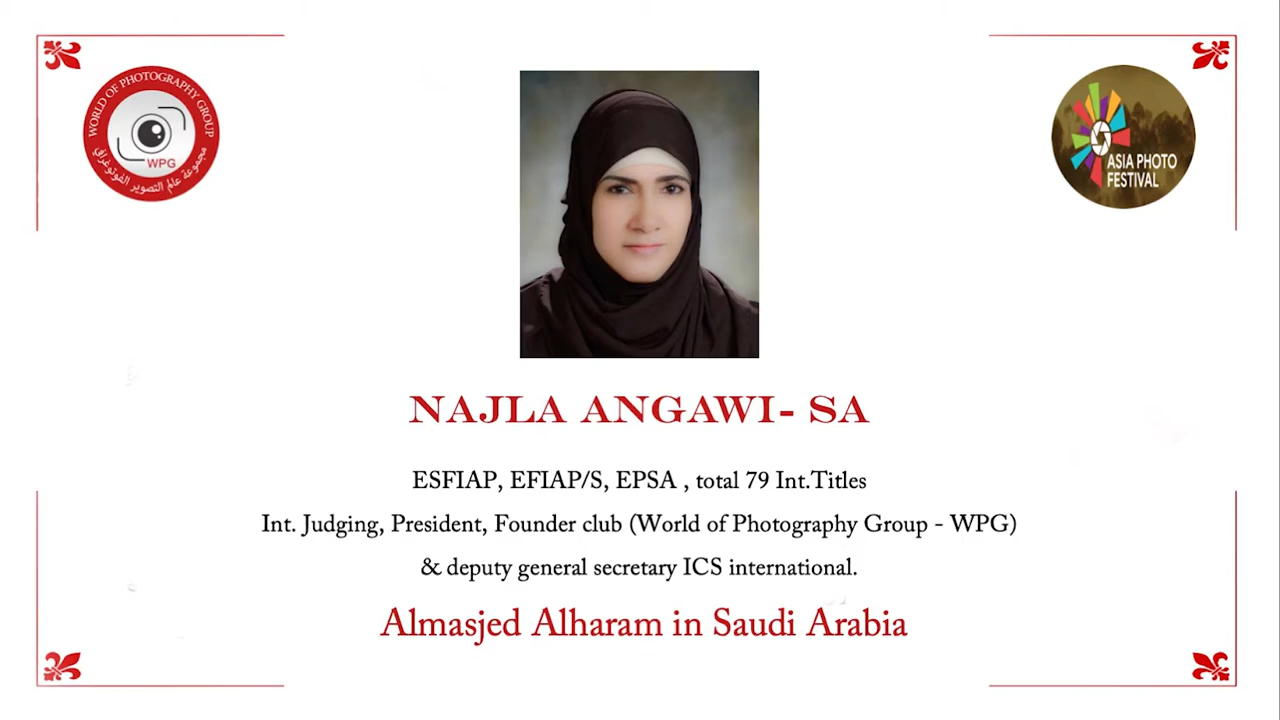 WORLD OF PHOTOGRAPHY GROUP
WPG
مجموعة عالم التصوير الفوتوغرافي
ASIA PHOTO
FESTIVAL
NAJLA ANGAWI- SA
ESFIAP, EFIAP/S, EPSA , total 79 Int.Titles
Int. Judging, President, Founder club (World of Photography Group - WPG)
& deputy general secretary ICS international.
Almasjed Alharam in Saudi Arabia